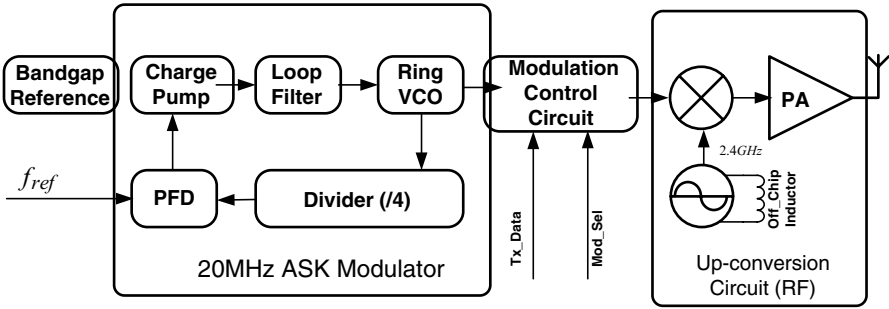 Bandgap
Reference
Charge
Pump
Loop
Filter
Ring
VCO
Modulation
Control
Circuit
PA
2.4GHz
f_ref
PFD
Divider (/4)
Tx_Data
Mod_Sel
Off_Chip
Inductor
20MHz ASK Modulator
Up-conversion
Circuit (RF)